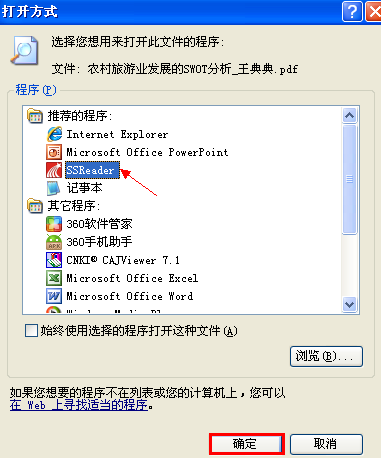 打开方式
选择您想用来打开此文件的程序:
文件: 农村旅游业发展的SWOT分析_王典典.pdf
程序(P)
推荐的程序:
Internet Explorer
Microsoft Office PowerPoint
SSReader
记事本
其它程序:
360软件管家
360手机助手
CNKI® CAJViewer 7.1
Microsoft Office Excel
Microsoft Office Word
始终使用选择的程序打开这种文件(A)
浏览(B)...
如果您想要的程序不在列表或您的计算机上，您可以
在 Web 上寻找适当的程序。
确定
取消